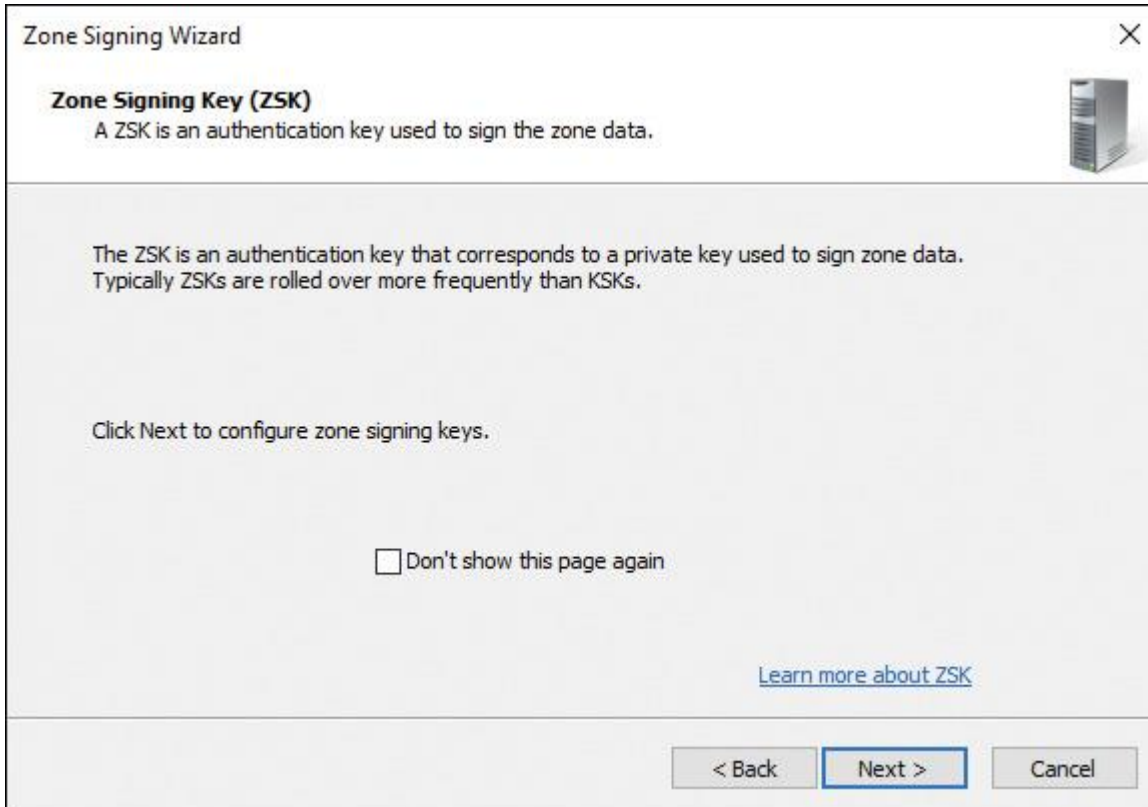 Zone Signing Wizard
Zone Signing Key (ZSK)
A ZSK is an authentication key used to sign the zone data.
The ZSK is an authentication key that corresponds to a private key used to sign zone data.
Typically ZSKs are rolled over more frequently than KSKs.
Click Next to configure zone signing keys.
Don't show this page again
Learn more about ZSK
< Back Next > Cancel